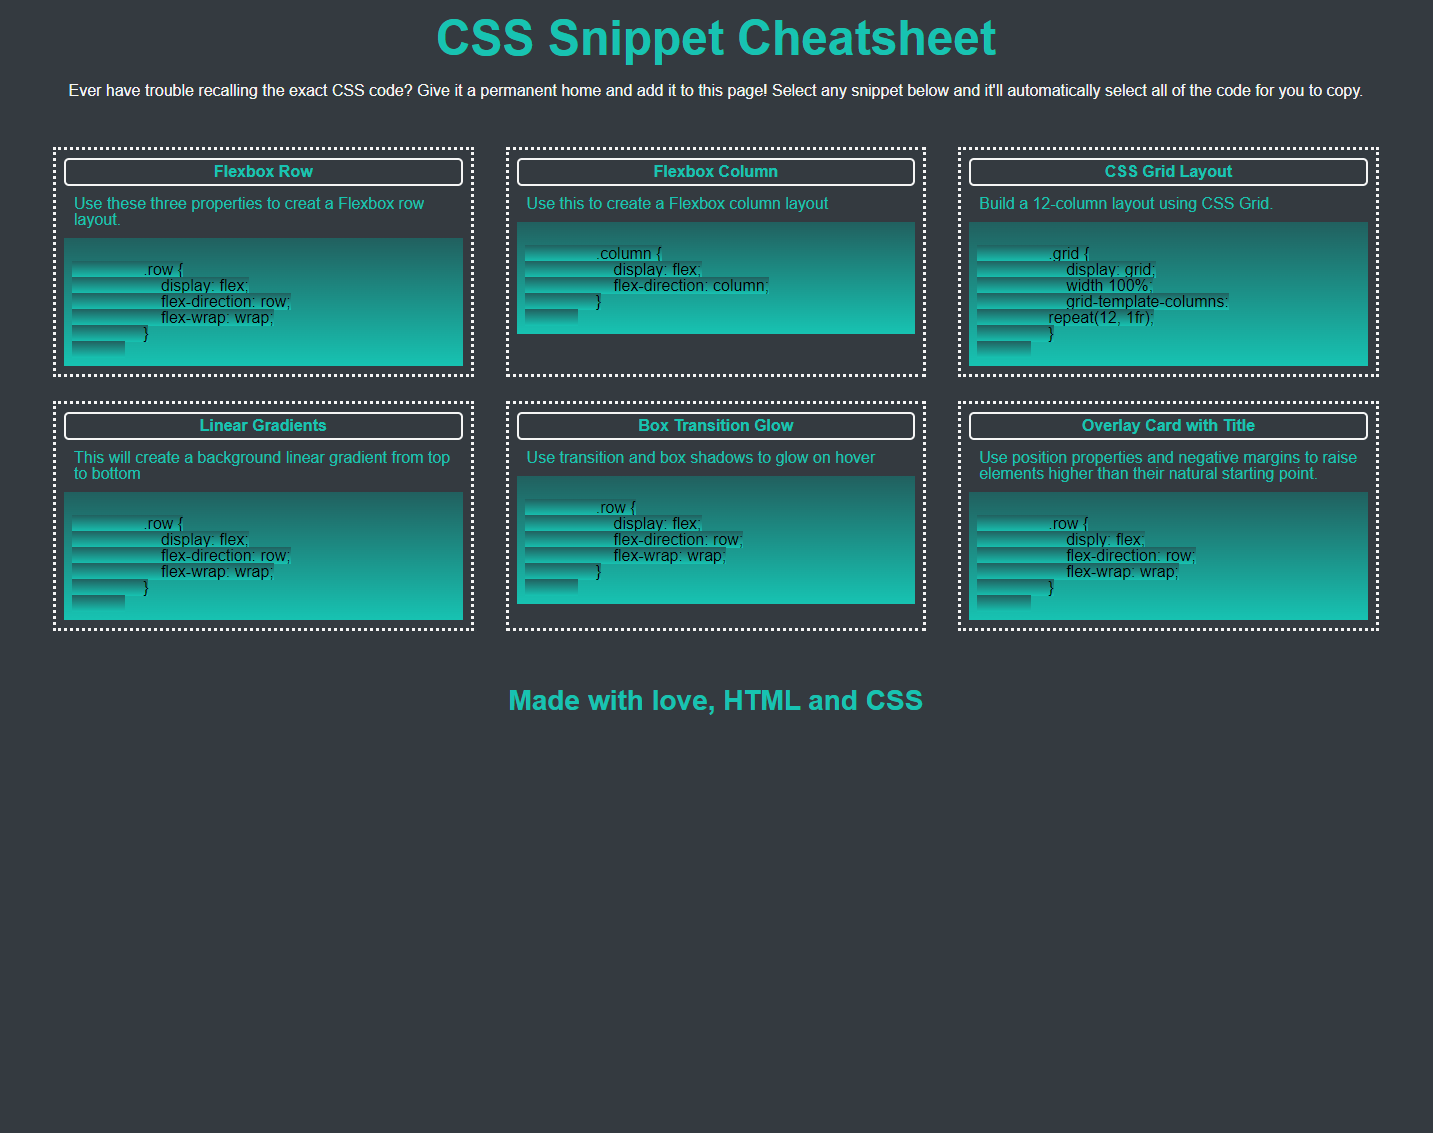 CSS Snippet Cheatsheet
Ever have trouble recalling the exact CSS code? Give it a permanent home and add it to this page! Select any snippet below and it'll automatically select all of the code for you to copy.
Flexbox Row
Use these three properties to creat a Flexbox row
layout.
.row {
display: flex;
flex-direction: row;
flex-wrap: wrap;
}
Flexbox Column
Use this to create a Flexbox column layout
.column {
display: flex;
flex-direction: column;
}
CSS Grid Layout
Build a 12-column layout using CSS Grid.
.grid {
display: grid;
width 100%;
grid-template-columns:
repeat(12, 1fr);
}
Linear Gradients
This will create a background linear gradient from top
to bottom
.row {
display: flex;
flex-direction: row;
flex-wrap: wrap;
}
Box Transition Glow
Use transition and box shadows to glow on hover
.row {
display: flex;
flex-direction: row;
flex-wrap: wrap;
}
Overlay Card with Title
Use position properties and negative margins to raise
elements higher than their natural starting point.
.row {
disply: flex;
flex-direction: row;
flex-wrap: wrap;
}
Made with love, HTML and CSS